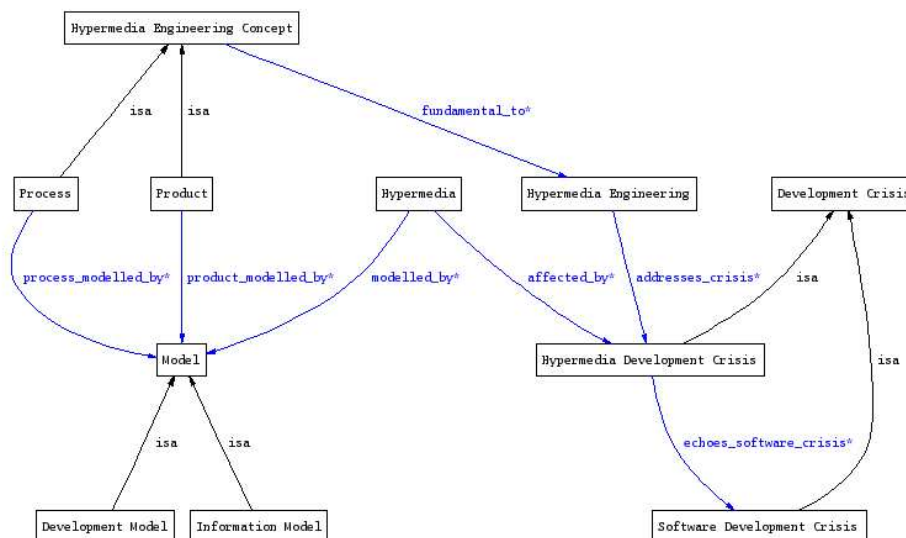 Hypermedia Engineering Concept
isa
isa
fundamental_to*
Process
Product
Hypermedia
Hypermedia Engineering
Development Crisis
process_modelled_by*
product_modelled_by*
modelled_by*
affected_by*
addresses_crisis*
isa
Model
Hypermedia Development Crisis
isa
isa
isa
echoes_software_crisis*
Development Model
Information Model
Software Development Crisis